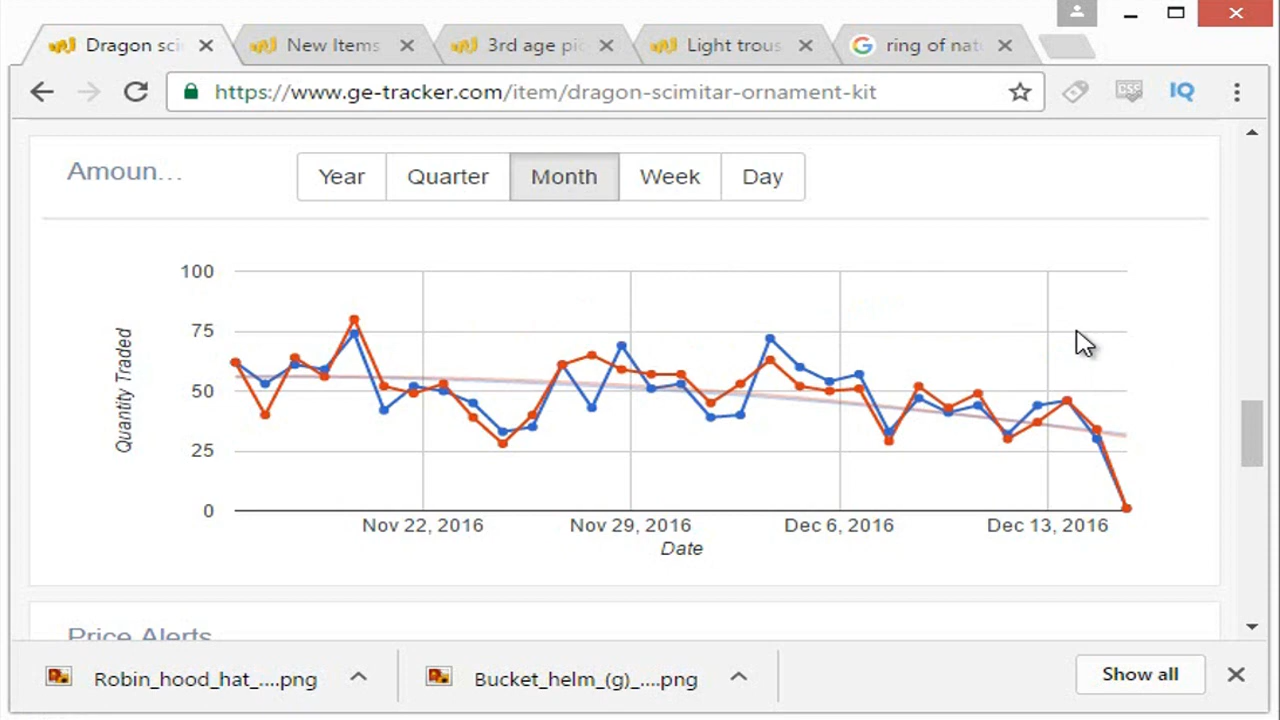 Dragon sci
New Items
3rd age pi
Light trous
ring of nat
https://www.ge-tracker.com/item/dragon-scimitar-ornament-kit
CSS
IQ
Amoun...
Year
Quarter
Month
Week
Day
100
75
50
25
0
Quantity Traded
Nov 22, 2016
Nov 29, 2016
Dec 6, 2016
Dec 13, 2016
Date
Price Alerts
Robin_hood_hat_....png
Bucket_helm_(g)_....png
Show all